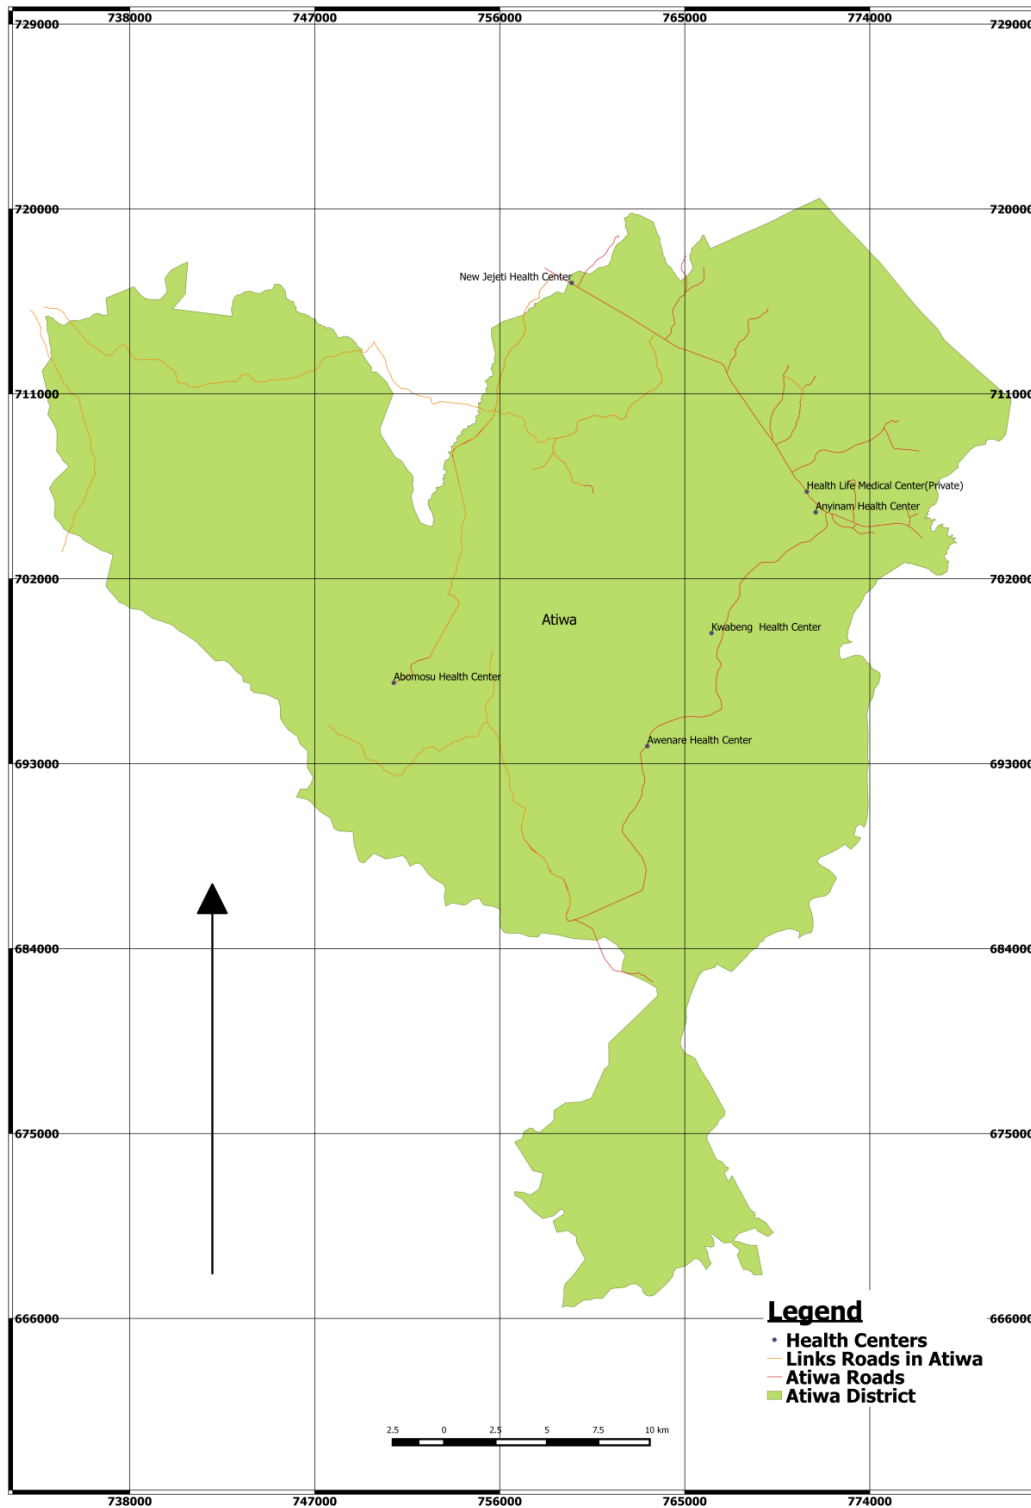 738000 747000 756000 765000 774000
729000 729000
720000 720000
New Jejeti Health Center
711000 711000
Health Life Medical Center(Private)
Anyinam Health Center
702000 702000
Atiwa
Kwabeng  Health Center
Abomosu Health Center
Awenare Health Center
693000 693000
684000 684000
675000 675000
666000 666000
Legend
Health Centers
Links Roads in Atiwa
Atiwa Roads
Atiwa District
2.5 0 2.5 5 7.5 10 km
738000 747000 756000 765000 774000